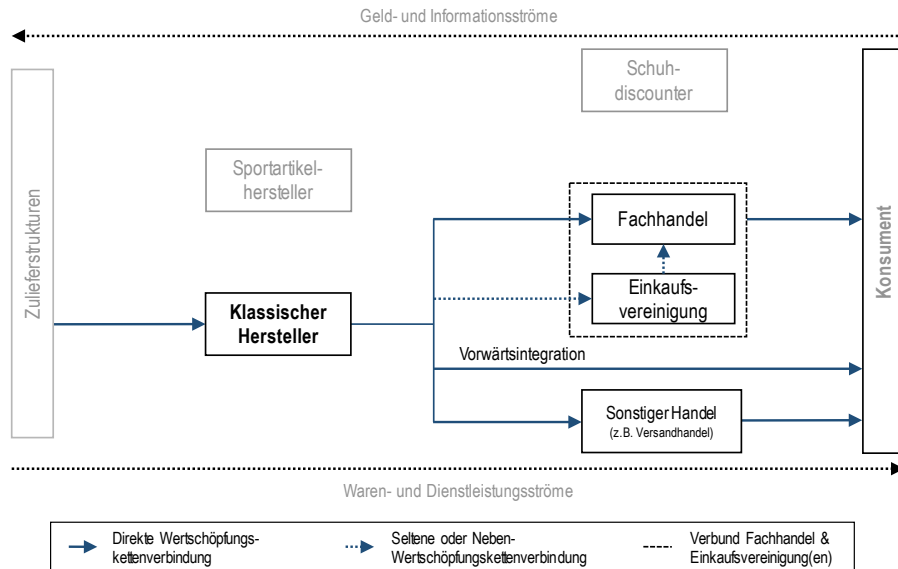 Geld- und Informationsströme
Schuh-
discounter
Sportartikel-
hersteller
Zulieferstrukturen
Fachhandel
Konsument
Einkaufs-
vereinigung
Klassischer
Hersteller
Vorwärtsintegration
Sonstiger Handel
(z.B. Versandhandel)
Waren- und Dienstleistungsströme
Direkte Wertschöpfungs-
kettenverbindung
Seltene oder Neben-
Wertschöpfungskettenverbindung
Verbund Fachhandel &
Einkaufsvereinigung(en)